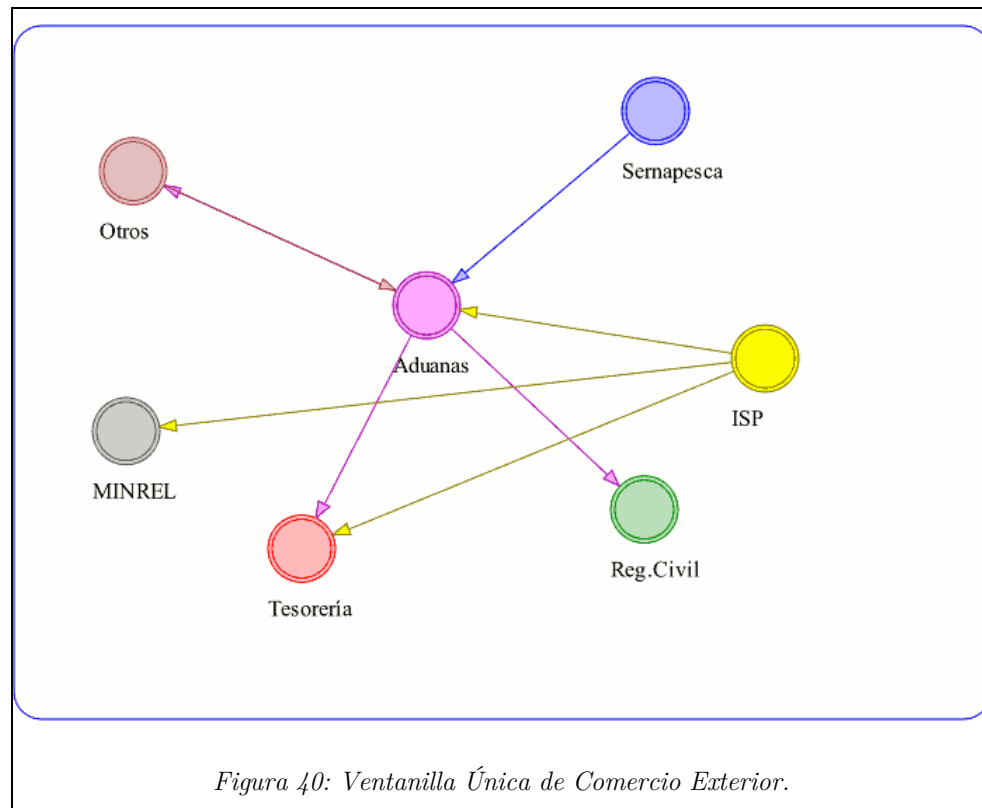 Sernapesca
Otros
Aduanas
ISP
MINREL
Reg.Civil
Tesorería
Figura 40: Ventanilla Única de Comercio Exterior.